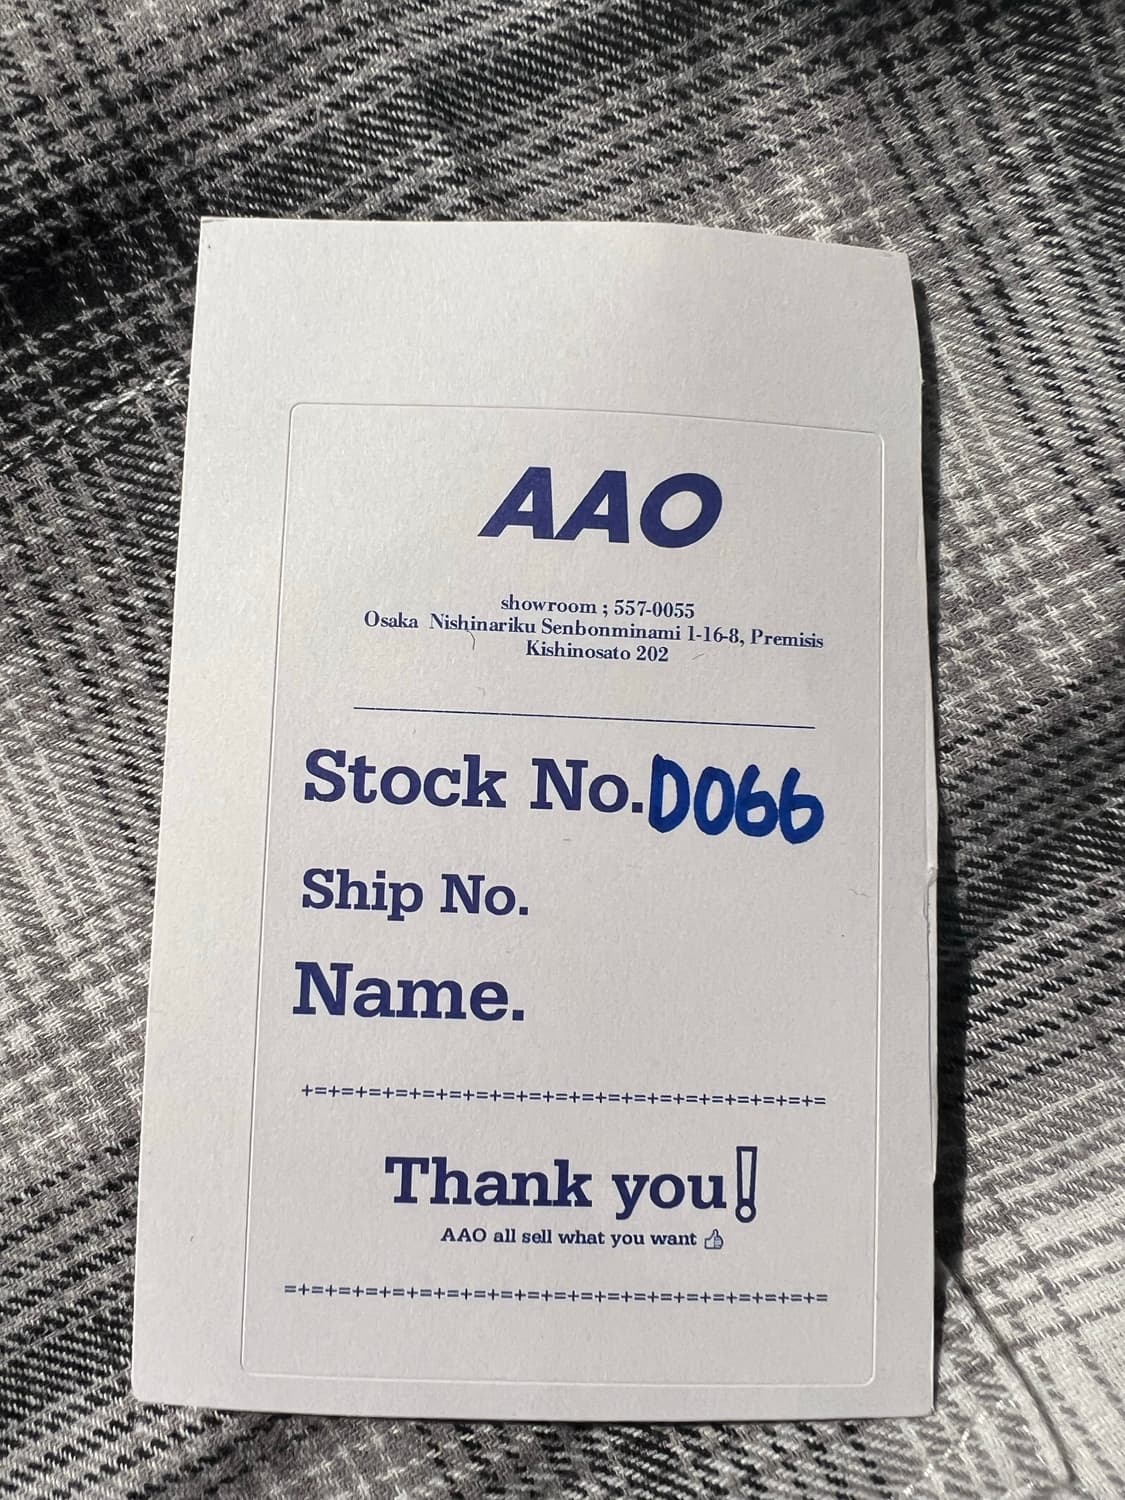 AAO
showroom ; 557-0055
Osaka Nishinariku Senbonminami 1-16-8, Premisis
Kishinosato 202
Stock No. D066
Ship No.
Name.
+=+=+=+=+=+=+=+=+=+=+=+=+=+=+=+=+=+=+=+=
Thank you!
AAO all sell what you want 👍
=+=+=+=+=+=+=+=+=+=+=+=+=+=+=+=+=+=+=+=+=